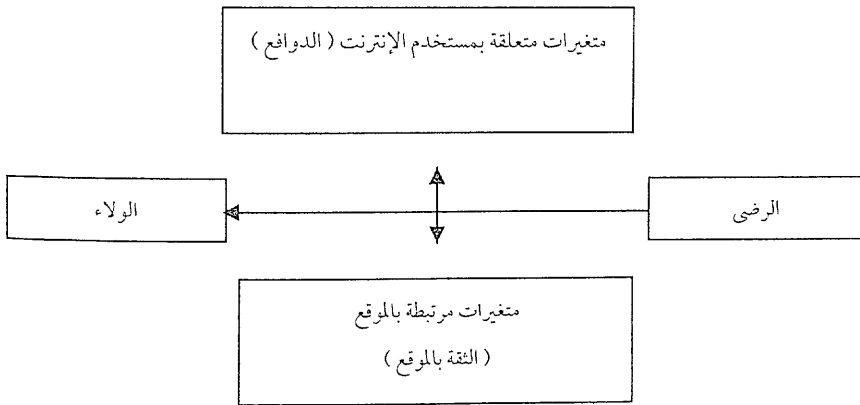 متغيرات متعلقة بمستخدم الإنترنت ( الدوافع )
الرضى
الولاء
متغيرات مرتبطة بالموقع
( الثقة بالموقع )